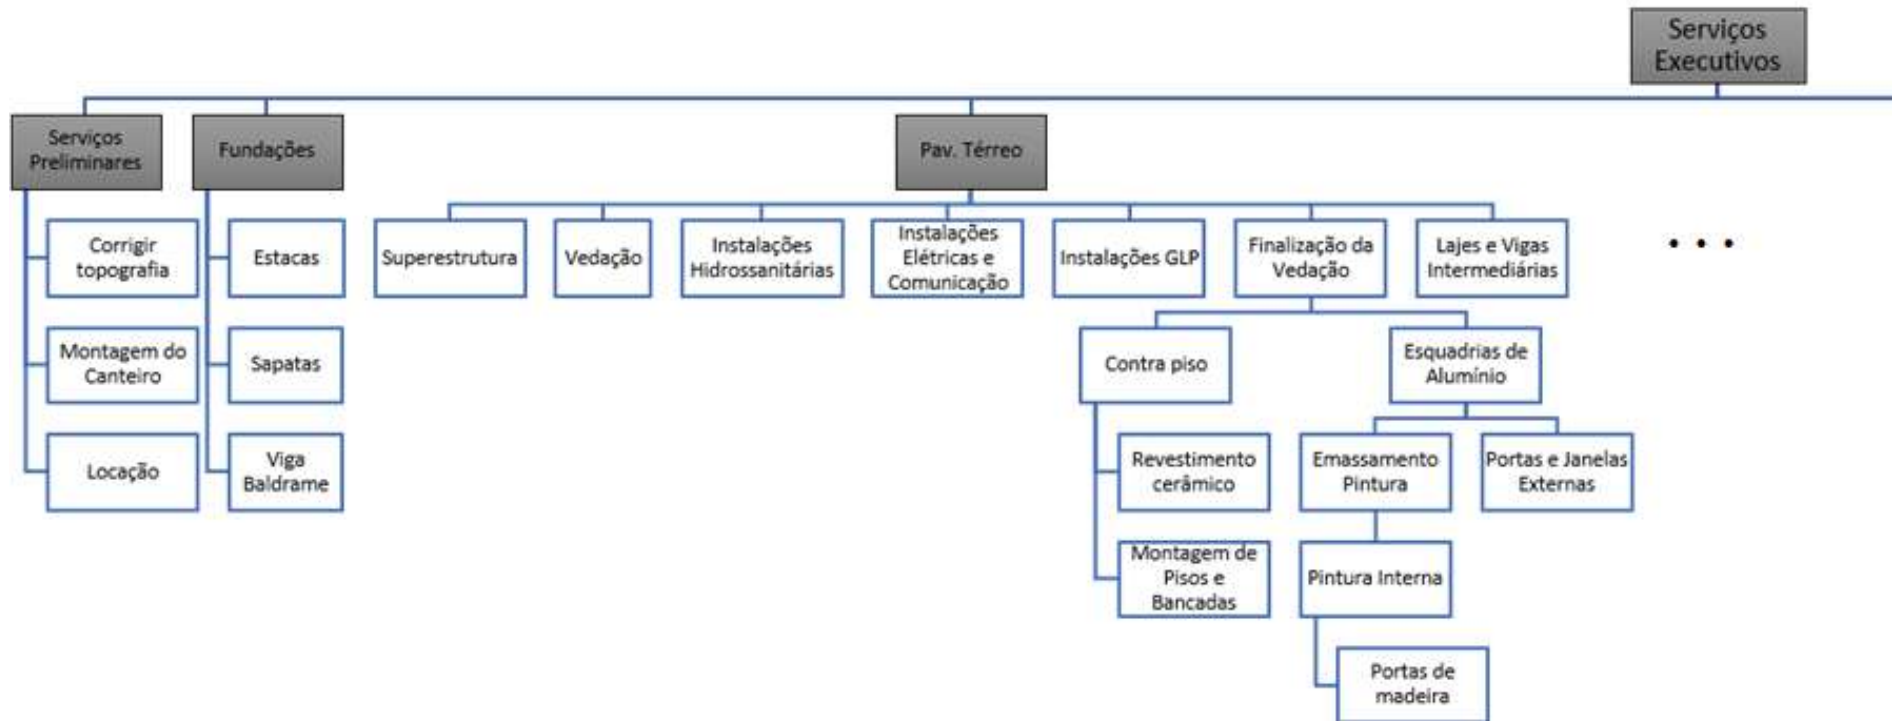 Serviços
Executivos
Serviços
Preliminares
Fundações
Pav. Térreo
Corrigir
topografia
Estacas
Superestrutura
Vedação
Instalações
Hidrossanitárias
Instalações
Elétricas e
Comunicação
Instalações GLP
Finalização da
Vedação
Lajes e Vigas
Intermediárias
• • •
Montagem do
Canteiro
Sapatas
Contra piso
Esquadrias de
Alumínio
Locação
Viga
Baldrame
Revestimento
cerâmico
Emassamento
Pintura
Portas e Janelas
Externas
Montagem de
Pisos e
Bancadas
Pintura Interna
Portas de
madeira